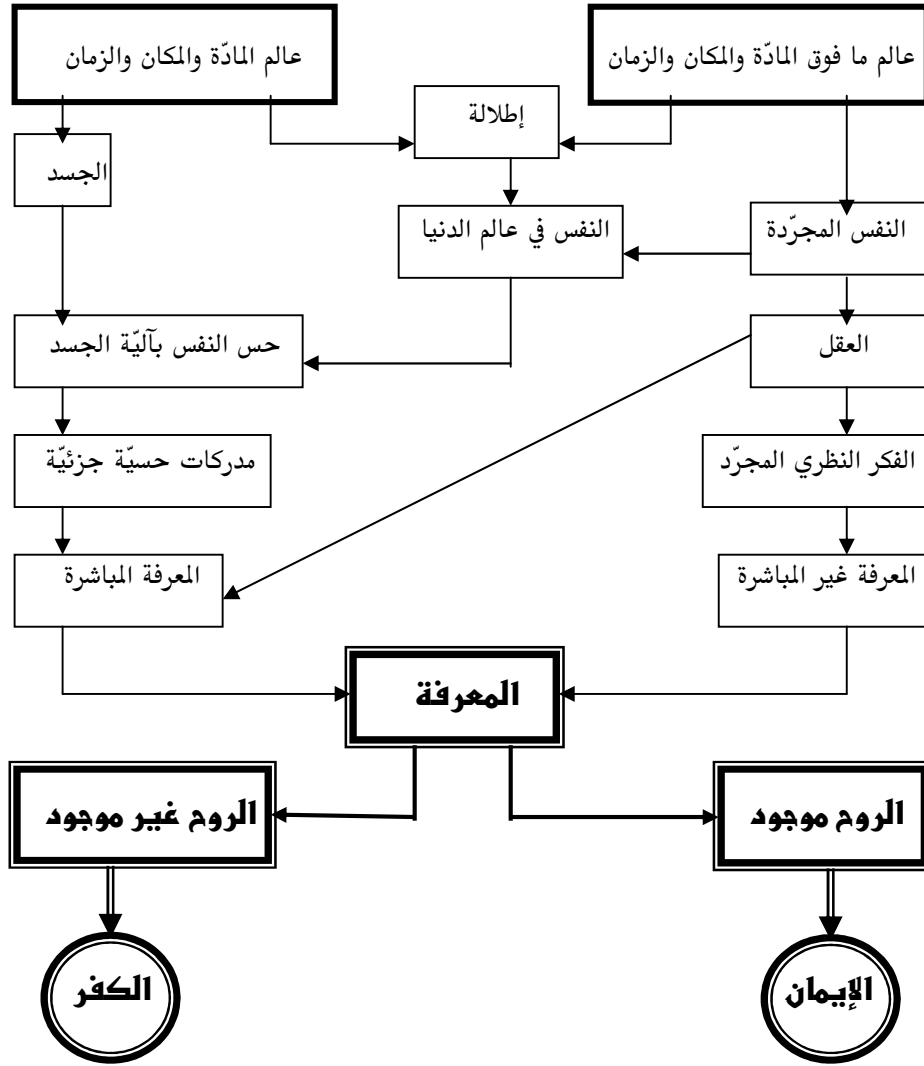 عالم ما فوق المادّة والمكان والزمان
عالم المادّة والمكان والزمان
إطلالة
الجسد
النفس المجرّدة
النفس في عالم الدنيا
العقل
حس النفس بآليّة الجسد
الفكر النظري المجرّد
مدركات حسيّة جزئيّة
المعرفة غير المباشرة
المعرفة المباشرة
المعرفة
الروح موجود
الروح غير موجود
الإيمان
الكفر